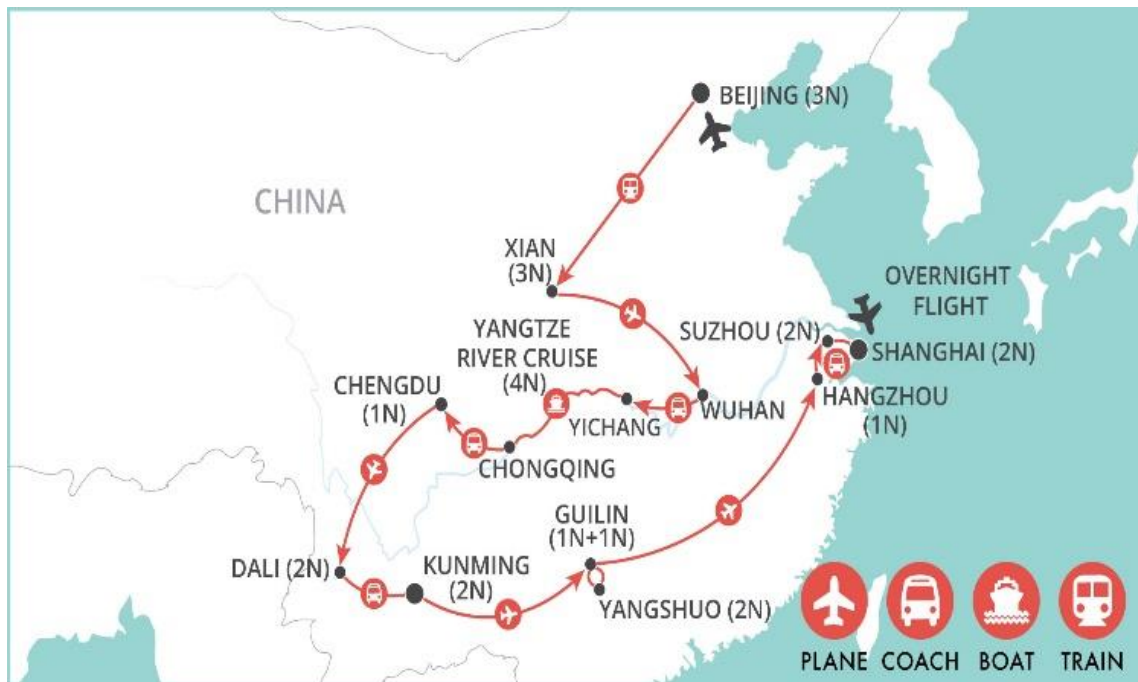 BEIJING (3N)
CHINA
XIAN
(3N)
OVERNIGHT
FLIGHT
YANGTZE
RIVER CRUISE
(4N)
SUZHOU (2N)
SHANGHAI (2N)
CHENGDU
(1N)
HANGZHOU
(1N)
WUHAN
YICHANG
CHONGQING
GUILIN
(1N+1N)
DALI (2N)
KUNMING
(2N)
YANGSHUO (2N)
PLANE COACH BOAT TRAIN